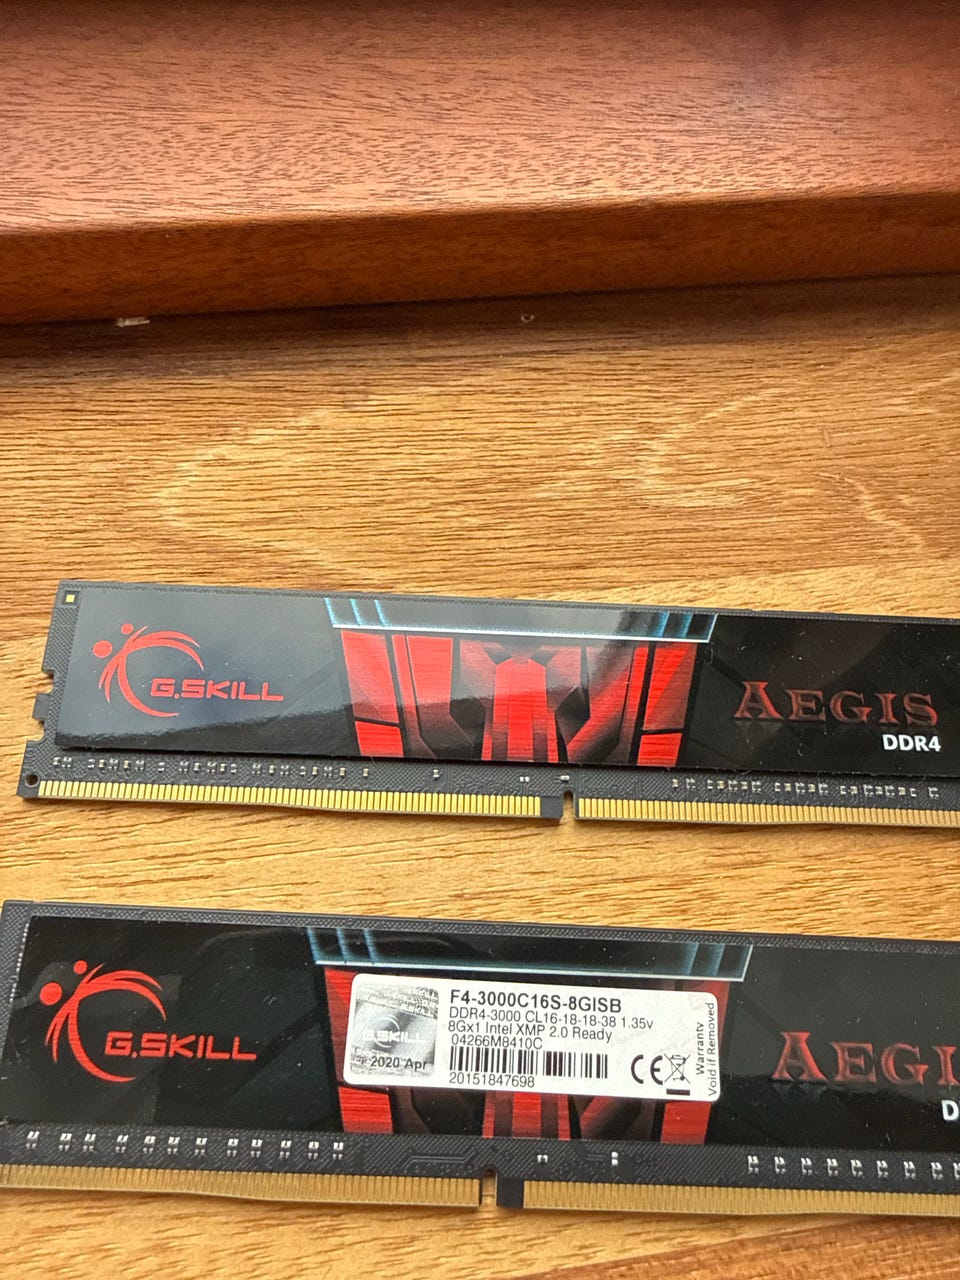 G.SKILL
AEGIS
DDR4
G.SKILL
AEGI
D
G.SKILL
2020 Apr
F4-3000C16S-8GISB
DDR4-3000 CL16-18-18-38 1.35v
8Gx1 Intel XMP 2.0 Ready
04266M8410C
20151847698
CE
Warranty
Void if Removed